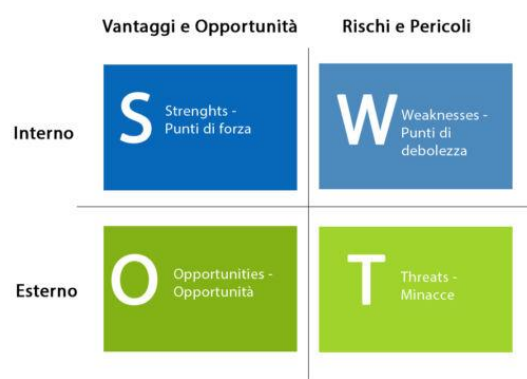 Vantaggi e Opportunità
Rischi e Pericoli
Interno
S
Strenghts -
Punti di forza
W
Weaknesses -
Punti di
debolezza
Esterno
O
Opportunities -
Opportunità
T
Threats -
Minacce